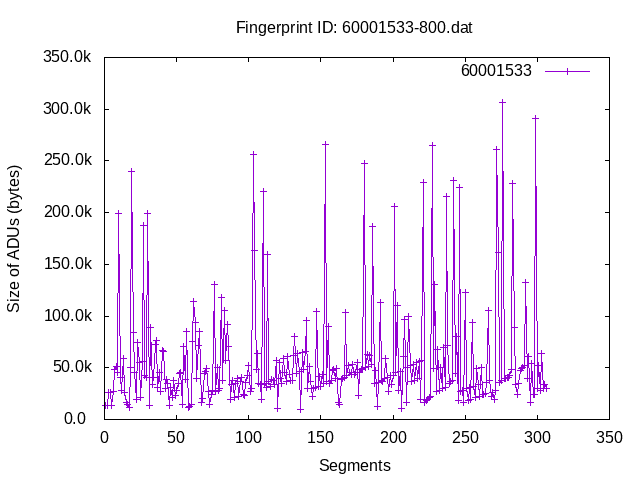 Fingerprint ID: 60001533-800.dat
350.0k
60001533
300.0k
250.0k
200.0k
150.0k
100.0k
50.0k
0.0
0 50 100 150 200 250 300 350
Size of ADUs (bytes)
Segments